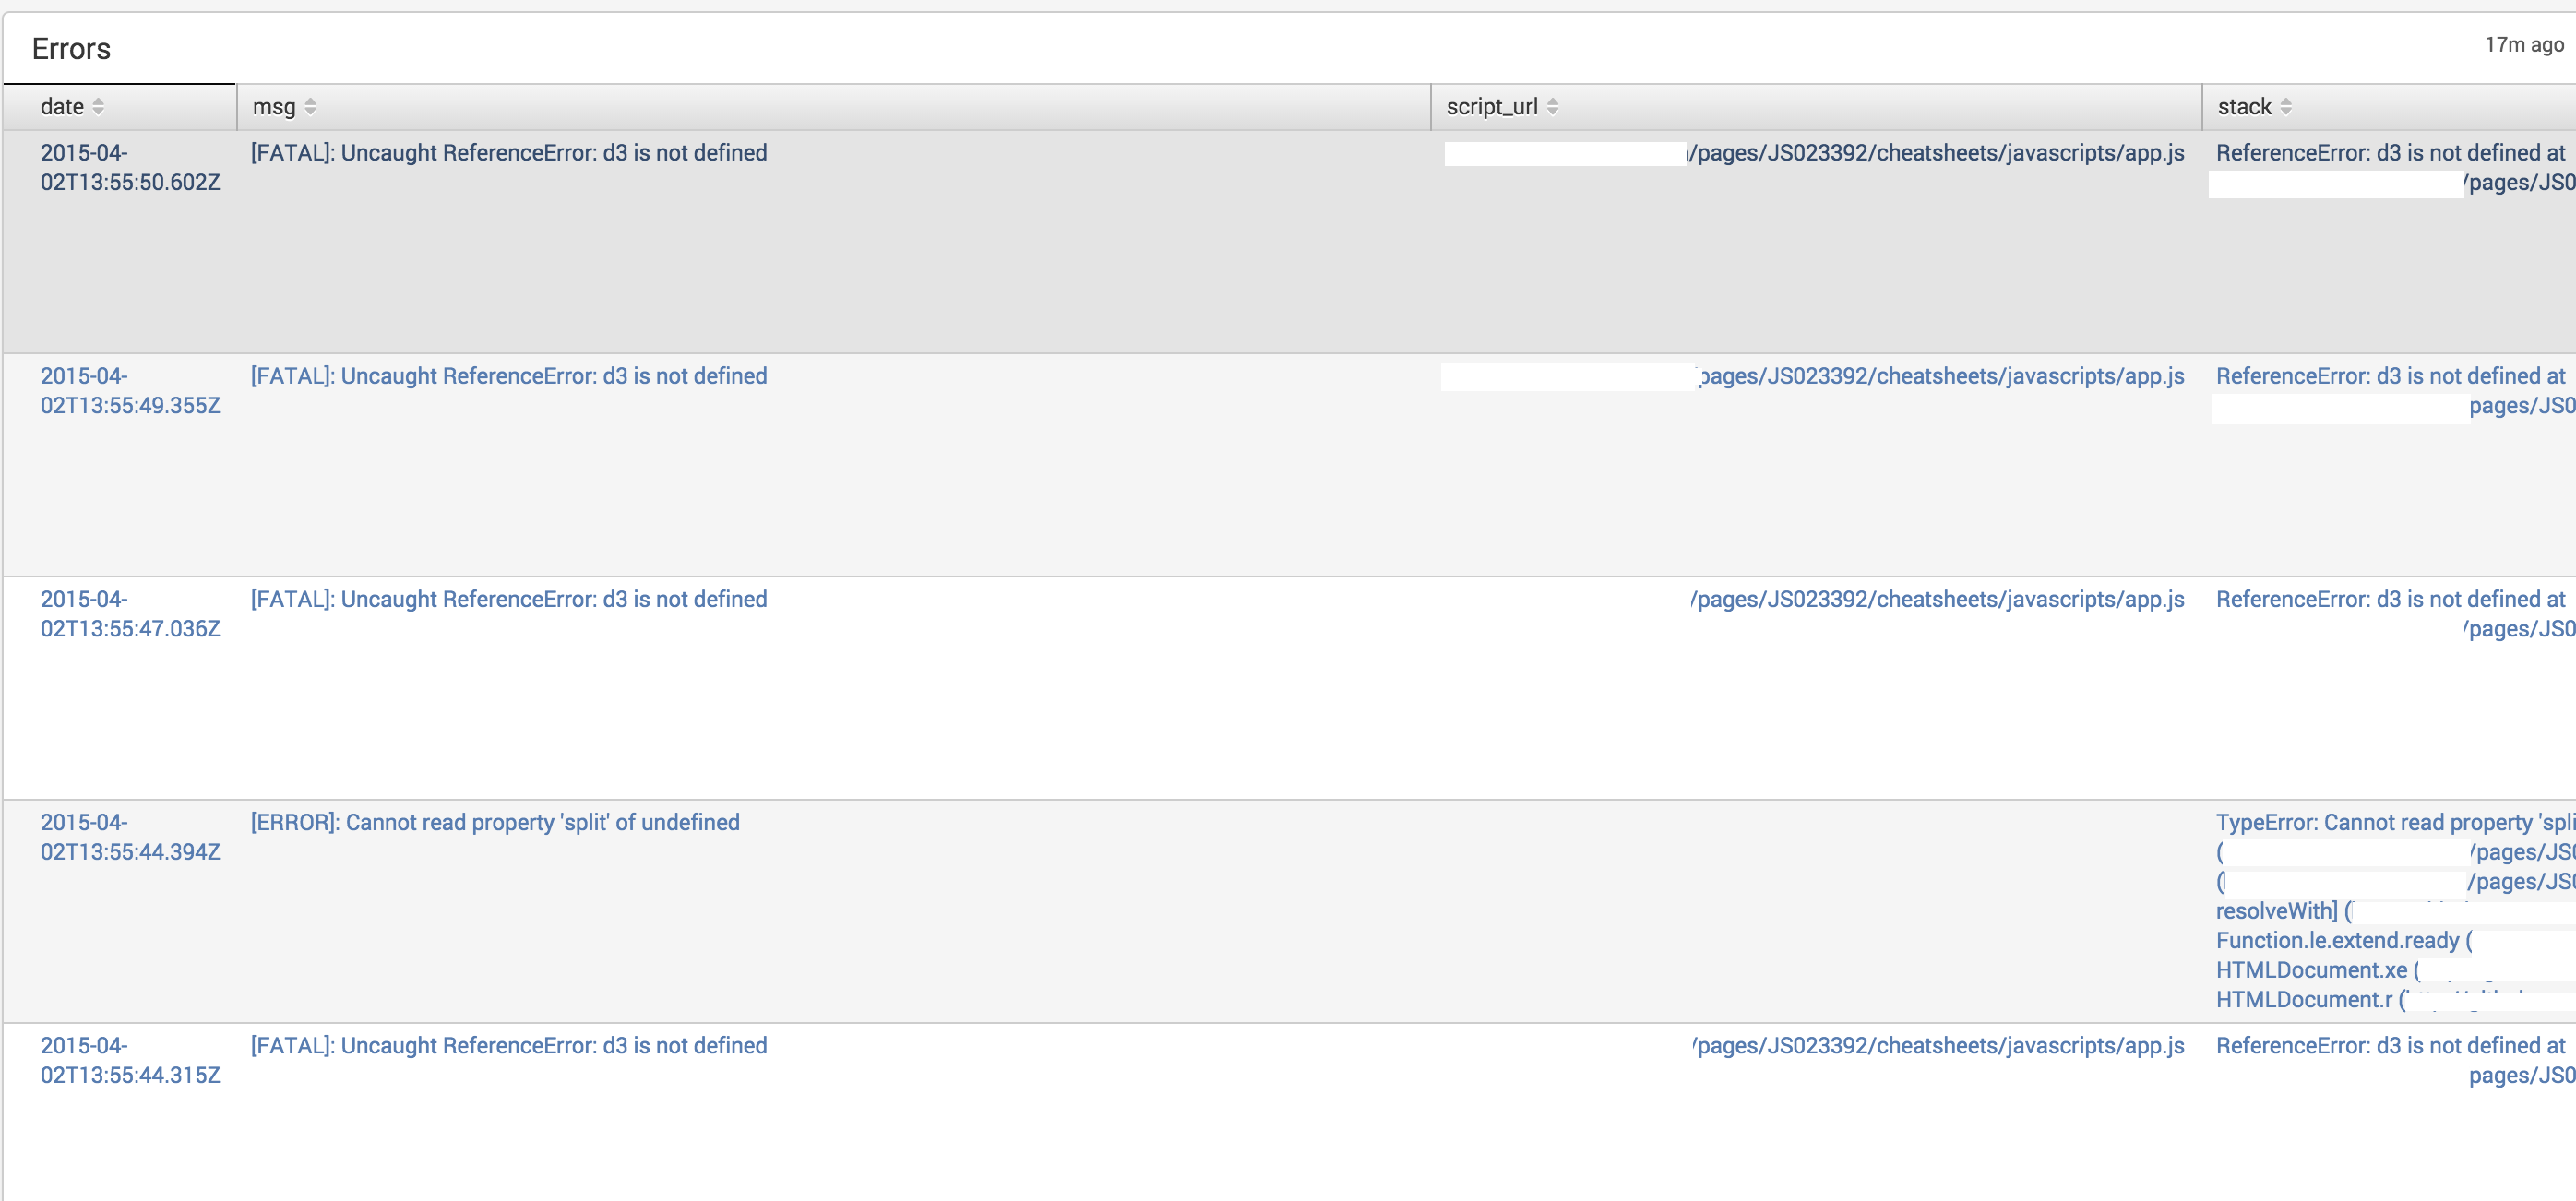 Errors
17m ago
date msg script_url stack
2015-04-
02T13:55:50.602Z
[FATAL]: Uncaught ReferenceError: d3 is not defined
/pages/JS023392/cheatsheets/javascripts/app.js
ReferenceError: d3 is not defined at
/pages/JS0
2015-04-
02T13:55:49.355Z
[FATAL]: Uncaught ReferenceError: d3 is not defined
pages/JS023392/cheatsheets/javascripts/app.js
ReferenceError: d3 is not defined at
pages/JS0
2015-04-
02T13:55:47.036Z
[FATAL]: Uncaught ReferenceError: d3 is not defined
/pages/JS023392/cheatsheets/javascripts/app.js
ReferenceError: d3 is not defined at
/pages/JS0
2015-04-
02T13:55:44.394Z
[ERROR]: Cannot read property 'split' of undefined
TypeError: Cannot read property 'spli
( /pages/JS0
( /pages/JS0
resolveWith] (
Function.le.extend.ready (
HTMLDocument.xe (
HTMLDocument.r (
2015-04-
02T13:55:44.315Z
[FATAL]: Uncaught ReferenceError: d3 is not defined
/pages/JS023392/cheatsheets/javascripts/app.js
ReferenceError: d3 is not defined at
pages/JS0